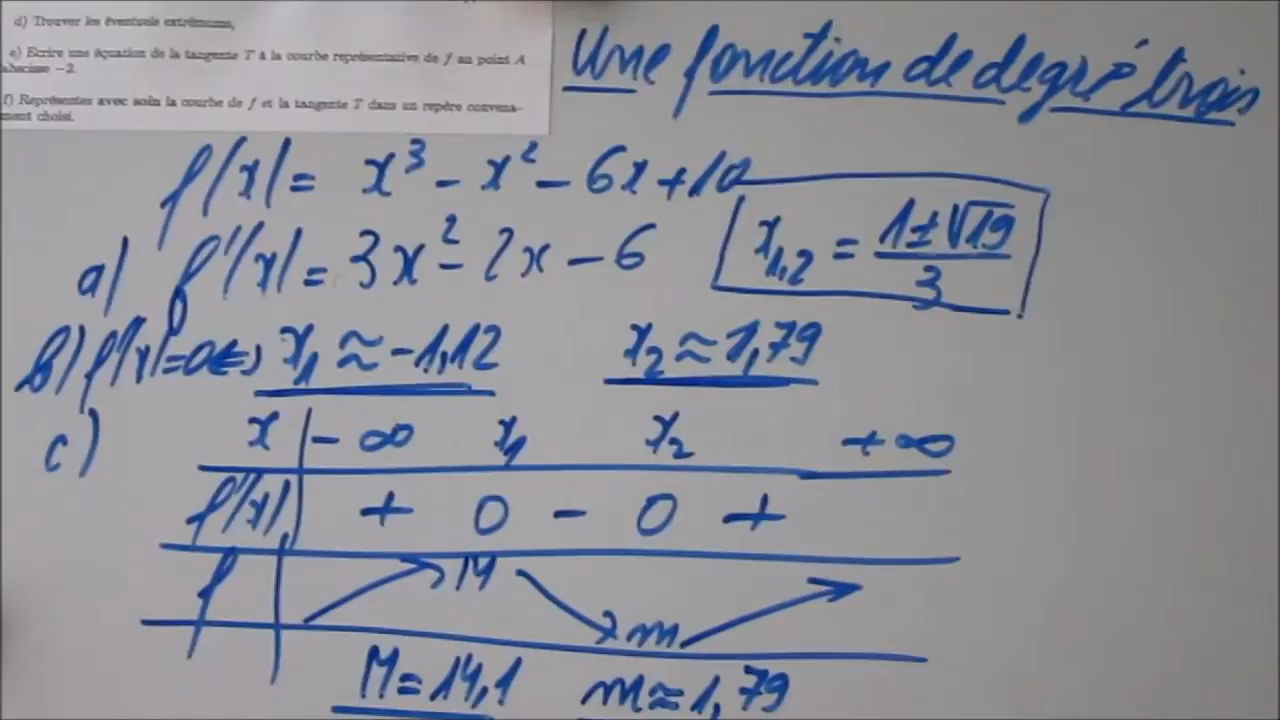 d) Trouver les éventuels extrémums,
e) Ecrire une équation de la tangente T à la courbe représentative de f au point A
abscisse −2.
f) Représentes avec soin la courbe de f et la tangente T dans un repère convena-
ment choisi.
Une fonction de degré trois
f(x) = x³ - x² - 6x + 10
a) f'(x) = 3x² - 2x - 6
x₁,₂ = (1±√19)/3
b) f'(x)=0⇔ x₁ ≈ -1,12 x₂ ≈ 1,79
c) x -∞ x₁ x₂ +∞
f'(x) + 0 - 0 +
f M m
M = 14,1 m ≈ 1,79